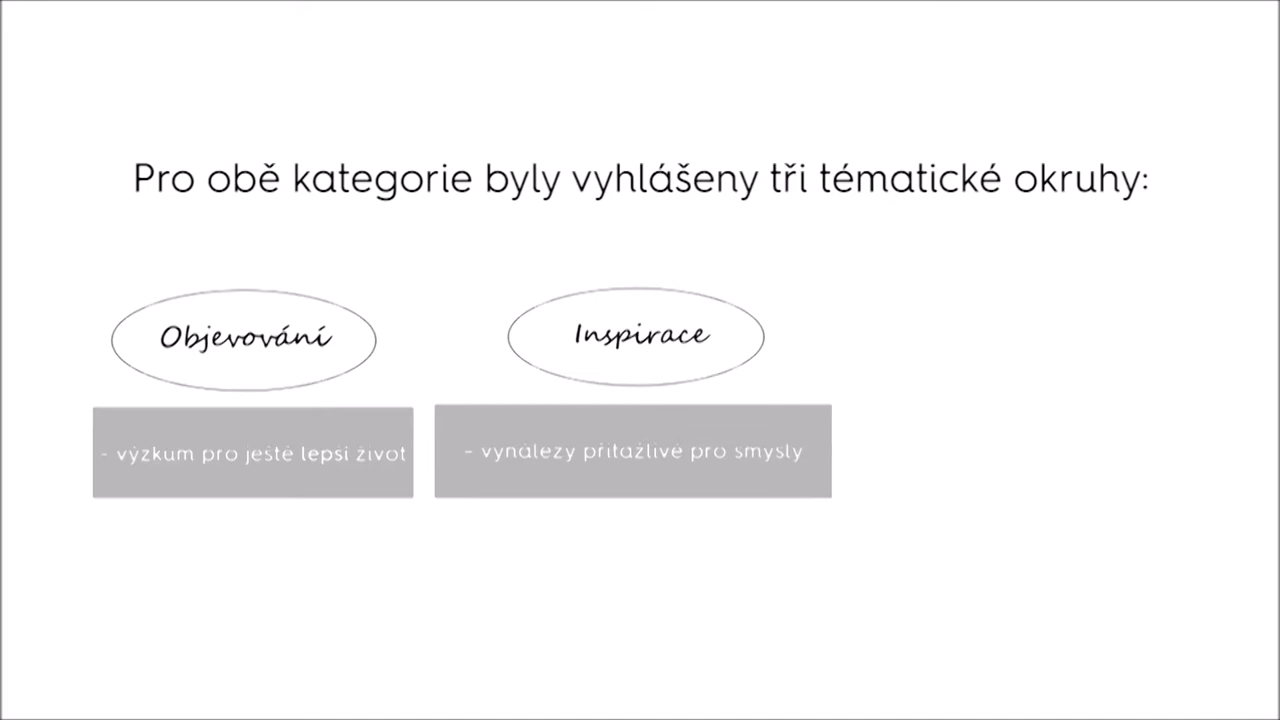 Pro obě kategorie byly vyhlášeny tři tématické okruhy:
Objevování
Inspirace
- výzkum pro ještě lepší život
- vynálezy přitažlivé pro smysly